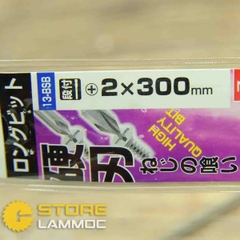 ロングビット
13-BSB
段付
+2×300mm
硬刃
HIGH
QUALITY
BIT
ねじの喰い
STORE
LAMMOC